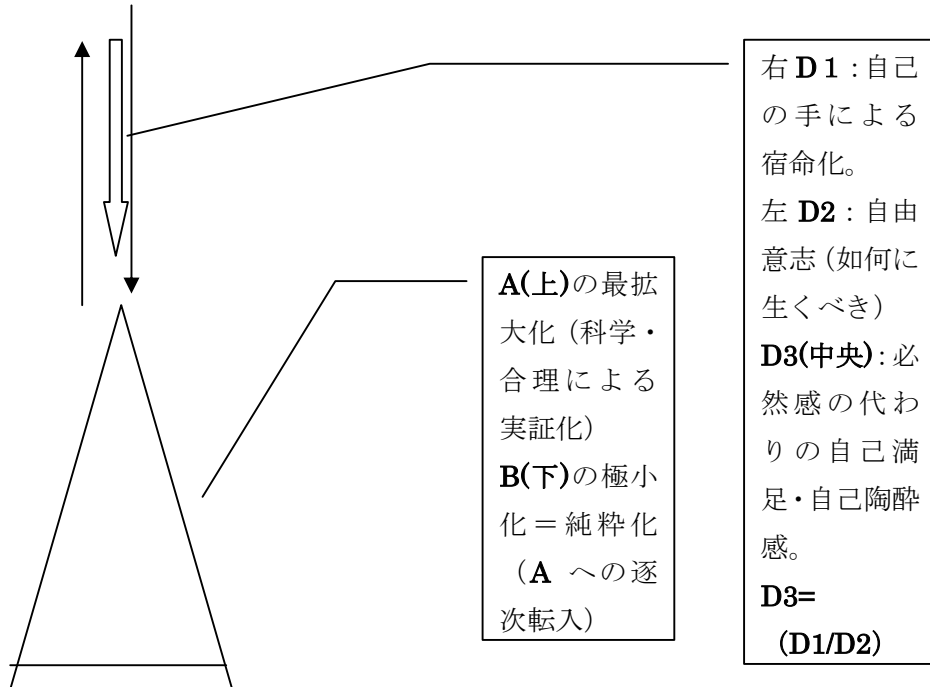 右 D 1：自己
の手による
宿命化。
左 D2：自由
意志（如何に
生くべき）
D3(中央)：必
然感の代わ
りの自己満
足・自己陶酔
感。
D3=
（D1/D2）
A(上)の最拡
大化（科学・
合理による
実証化）
B(下)の極小
化＝純粋化
（A への逐
次転入）